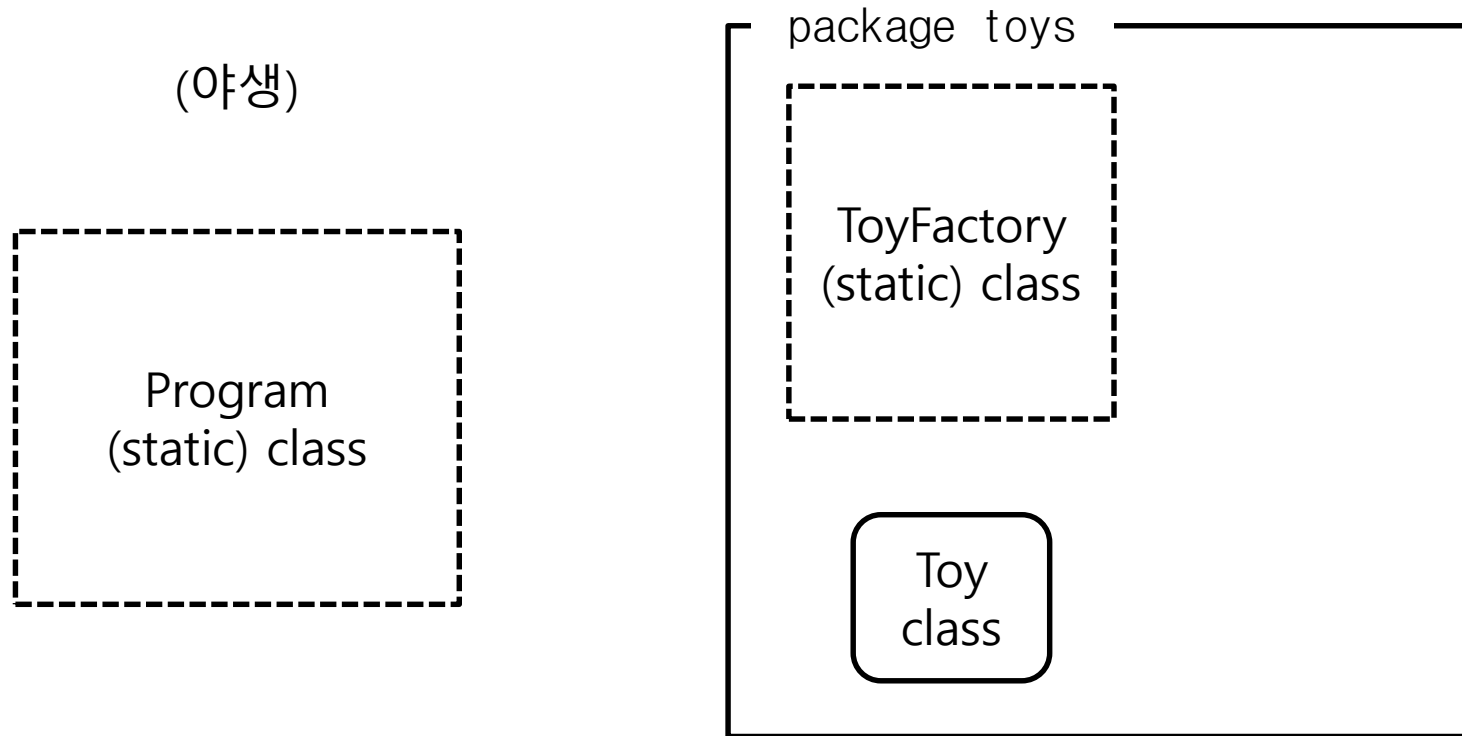 (야생)
Program
(static) class
package toys
ToyFactory
(static) class
Toy
class